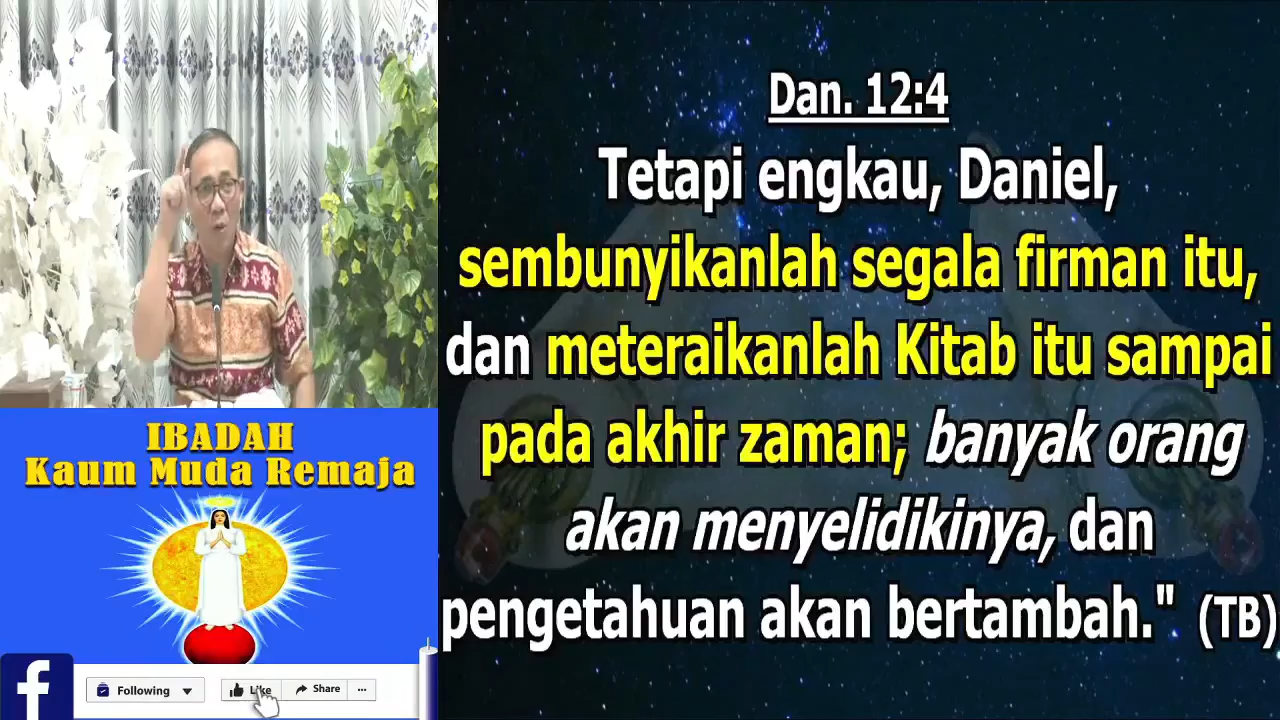 Dan. 12:4
Tetapi engkau, Daniel,
sembunyikanlah segala firman itu,
dan meteraikanlah Kitab itu sampai
pada akhir zaman; banyak orang
akan menyelidikinya, dan
pengetahuan akan bertambah." (TB)
IBADAH
Kaum Muda Remaja
f
Following
Like
Share
...